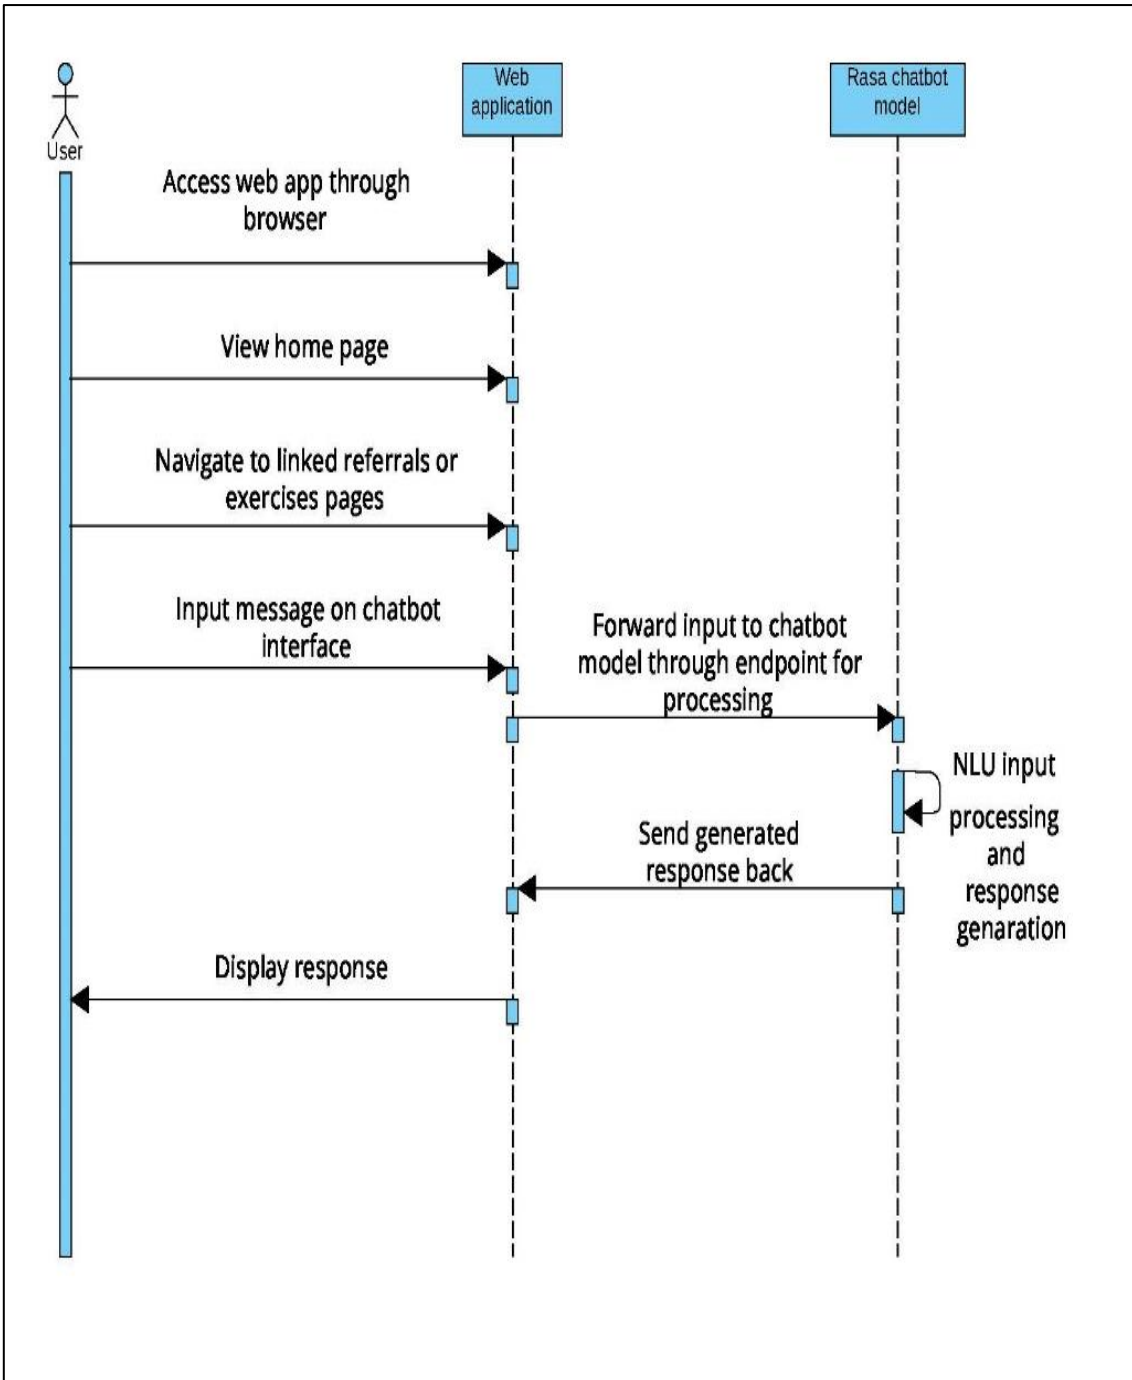 User
Web
application
Rasa chatbot
model
Access web app through
browser
View home page
Navigate to linked referrals or
exercises pages
Input message on chatbot
interface
Forward input to chatbot
model through endpoint for
processing
NLU input
processing
and
response
genaration
Send generated
response back
Display response